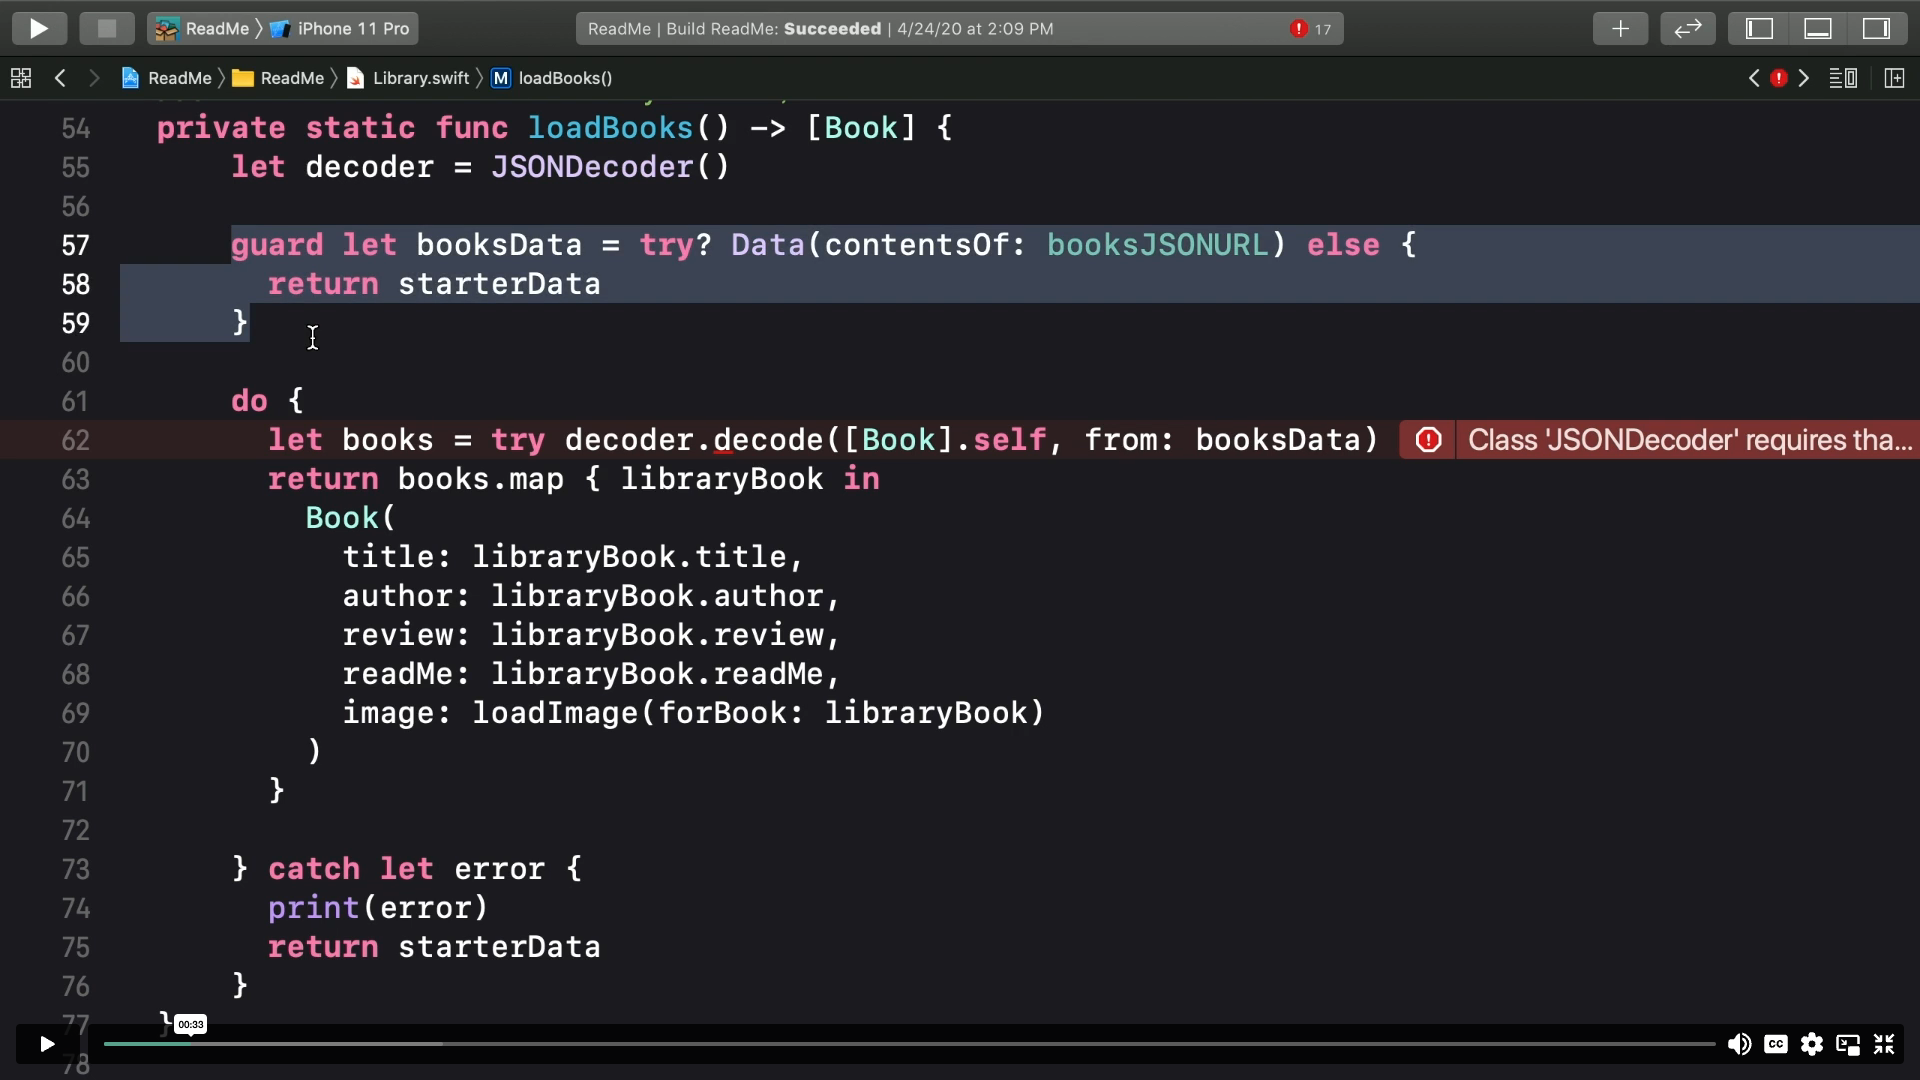 ReadMe 〉 iPhone 11 Pro
ReadMe | Build ReadMe: Succeeded | 4/24/20 at 2:09 PM
17
ReadMe 〉 ReadMe 〉 Library.swift 〉 M loadBooks()
54 private static func loadBooks() -> [Book] {
55 let decoder = JSONDecoder()
56
57 guard let booksData = try? Data(contentsOf: booksJSONURL) else {
58 return starterData
59 }
60
61 do {
62 let books = try decoder.decode([Book].self, from: booksData) Class 'JSONDecoder' requires tha...
63 return books.map { libraryBook in
64 Book(
65 title: libraryBook.title,
66 author: libraryBook.author,
67 review: libraryBook.review,
68 readMe: libraryBook.readMe,
69 image: loadImage(forBook: libraryBook)
70 )
71 }
72
73 } catch let error {
74 print(error)
75 return starterData
76 }
77 }
00:33
CC
78